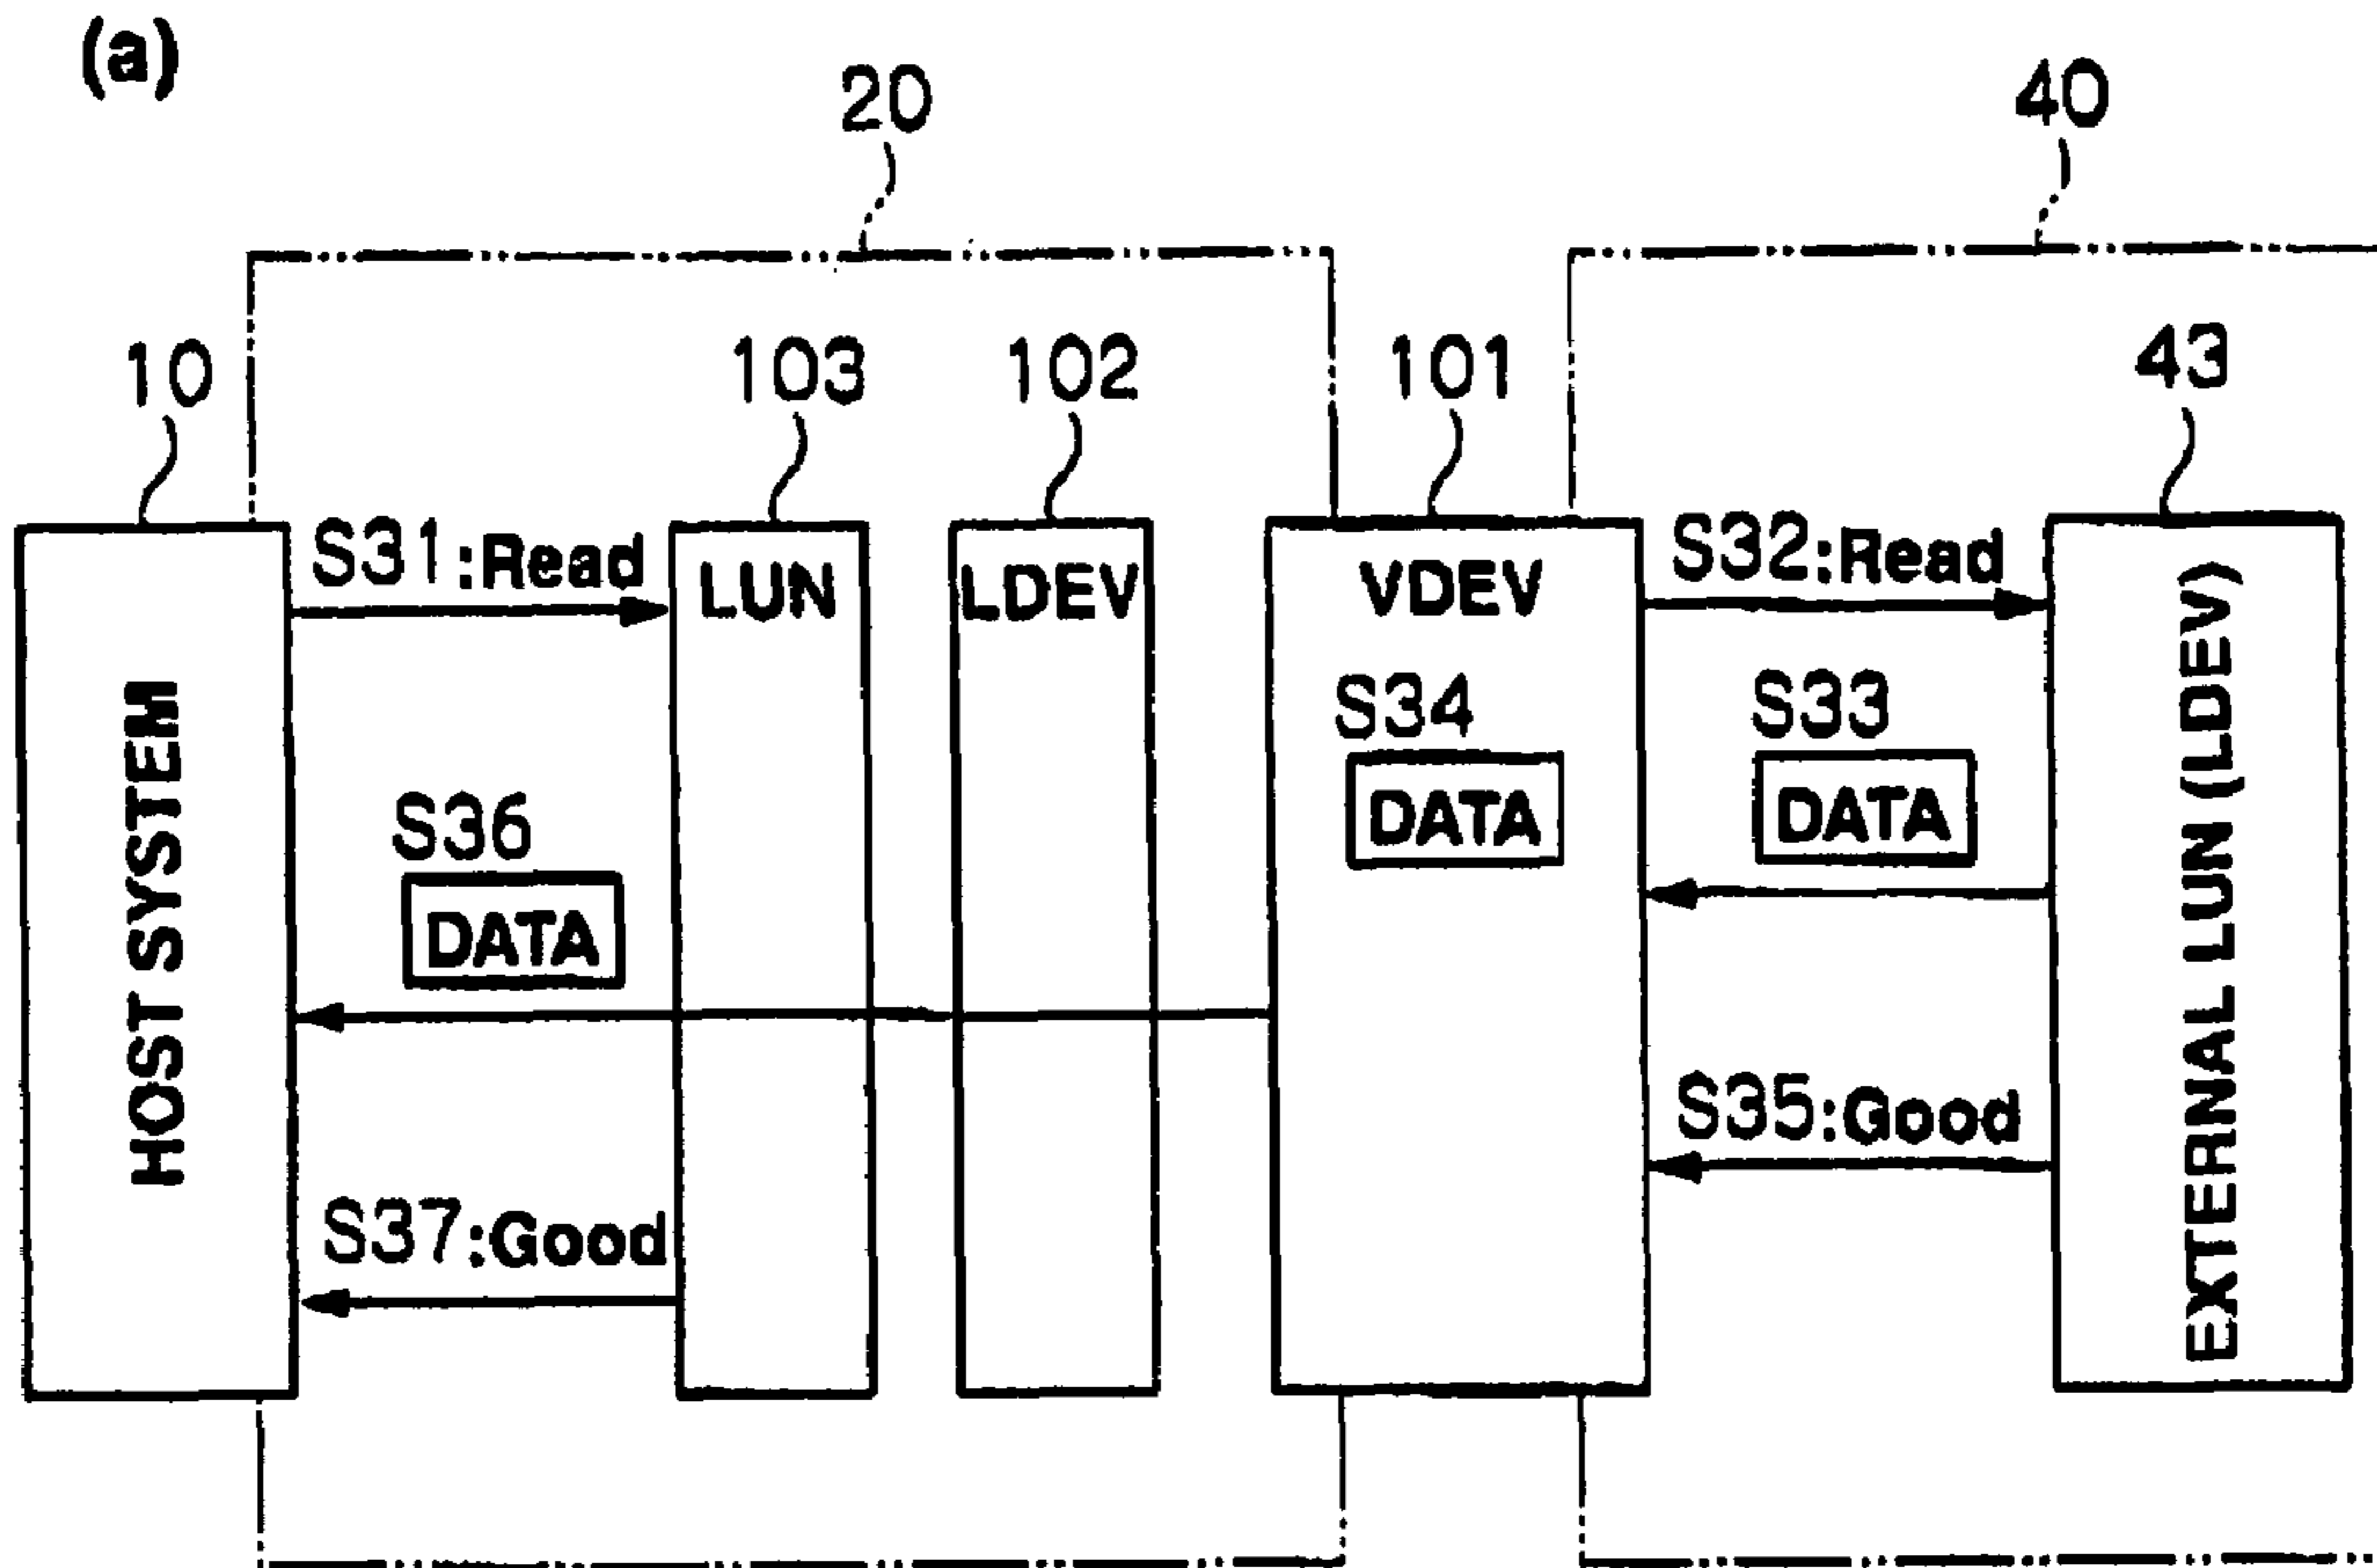 (a)
20
40
10
103
102
101
43
S31:Read
LUN
LDEV
VDEV
S32:Read
S34
DATA
S33
DATA
HOST SYSTEM
EXTERNAL LUN (LDEV)
S36
DATA
S35:Good
S37:Good